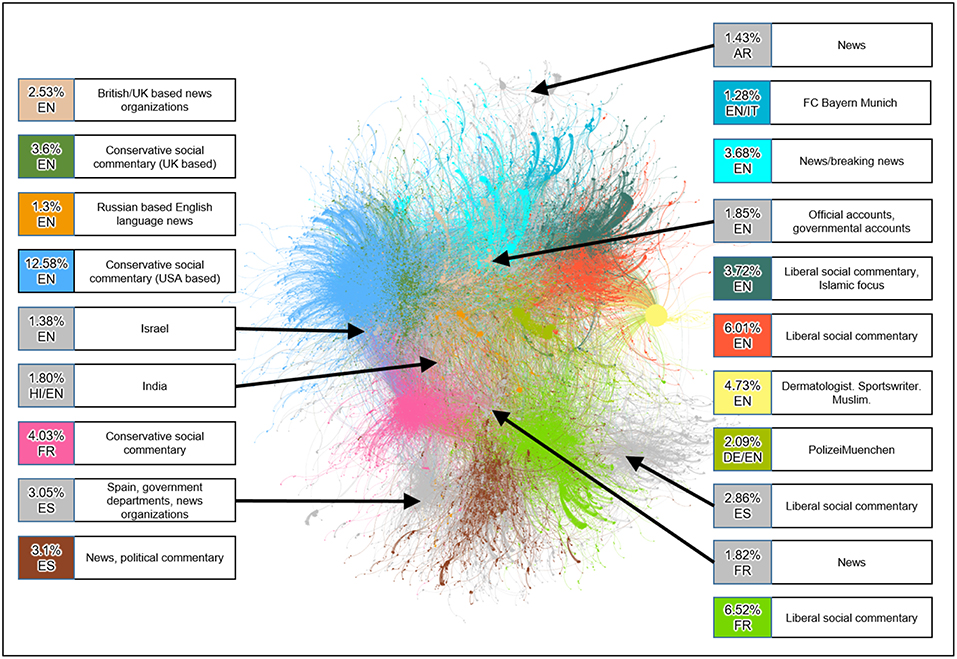 2.53%
EN
British/UK based news
organizations
3.6%
EN
Conservative social
commentary (UK based)
1.3%
EN
Russian based English
language news
12.58%
EN
Conservative social
commentary (USA based)
1.38%
EN
Israel
1.80%
HI/EN
India
4.03%
FR
Conservative social
commentary
3.05%
ES
Spain, government
departments, news
organizations
3.1%
ES
News, political commentary
1.43%
AR
News
1.28%
EN/IT
FC Bayern Munich
3.68%
EN
News/breaking news
1.85%
EN
Official accounts,
governmental accounts
3.72%
EN
Liberal social commentary,
Islamic focus
6.01%
EN
Liberal social commentary
4.73%
EN
Dermatologist. Sportswriter.
Muslim.
2.09%
DE/EN
PolizeiMuenchen
2.86%
ES
Liberal social commentary
1.82%
FR
News
6.52%
FR
Liberal social commentary